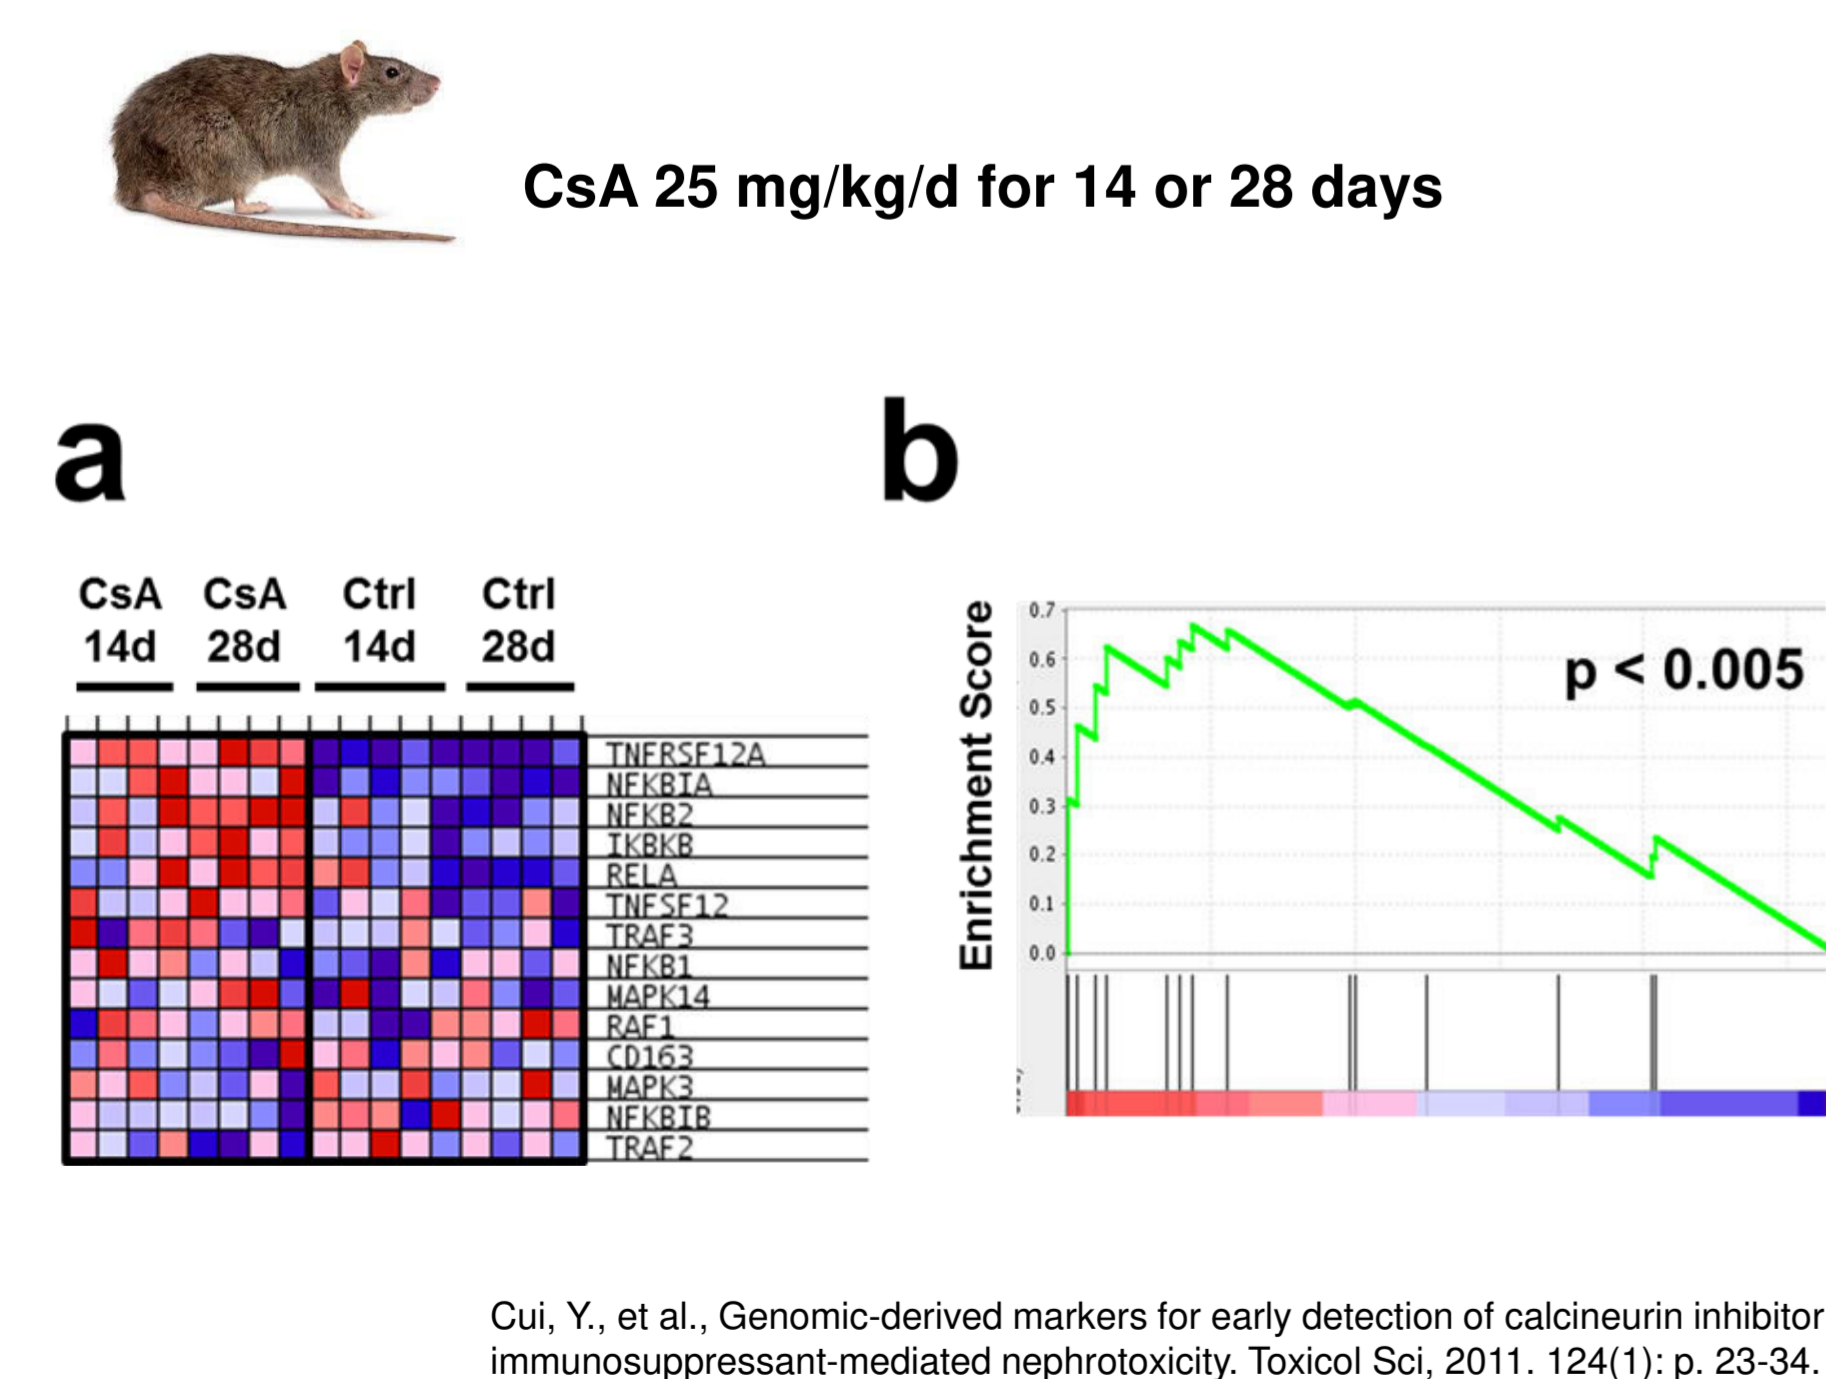 CsA 25 mg/kg/d for 14 or 28 days
a
b
CsA CsA Ctrl Ctrl
14d 28d 14d 28d
TNFRSF12A
NFKBIA
NFKB2
IKBKB
RELA
TNFSF12
TRAF3
NFKB1
MAPK14
RAF1
CD163
MAPK3
NFKBIB
TRAF2
Enrichment Score
0.7
0.6
0.5
0.4
0.3
0.2
0.1
0.0
p < 0.005
Cui, Y., et al., Genomic-derived markers for early detection of calcineurin inhibitor
immunosuppressant-mediated nephrotoxicity. Toxicol Sci, 2011. 124(1): p. 23-34.